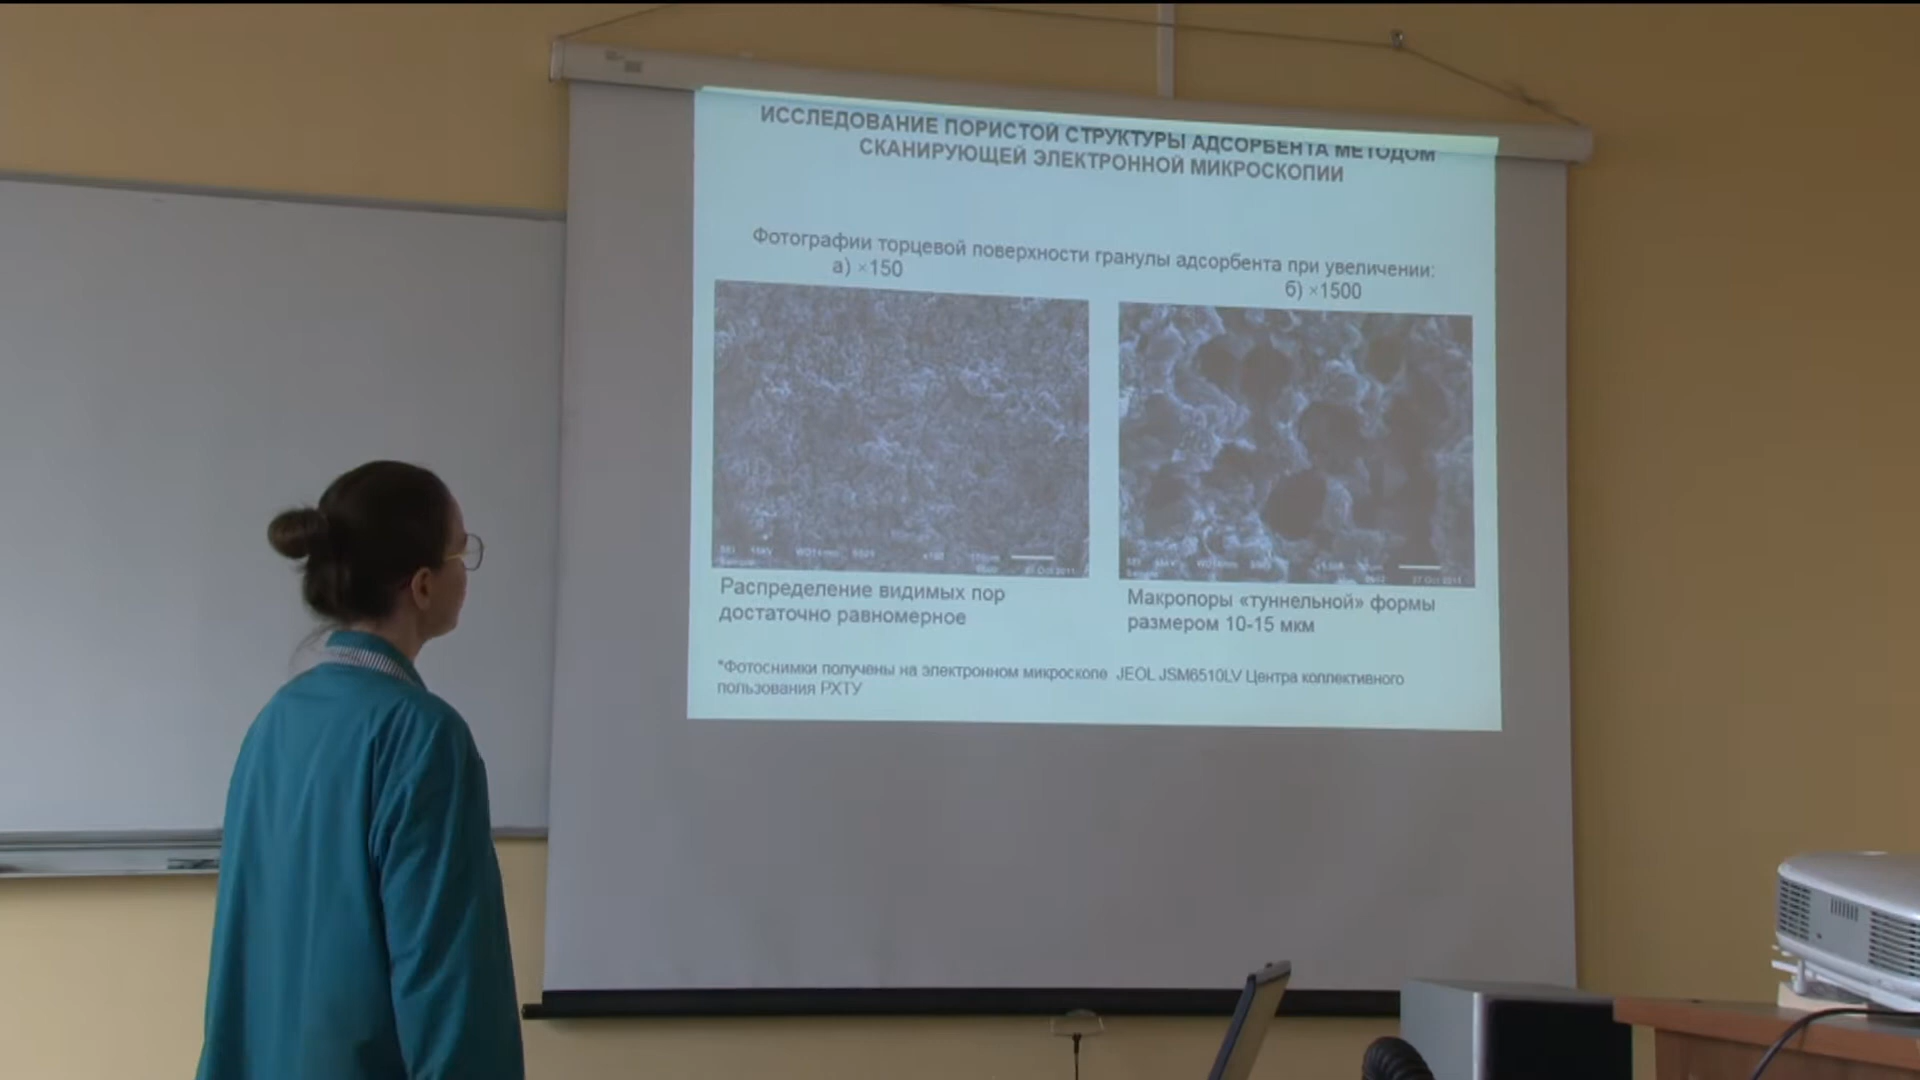 ИССЛЕДОВАНИЕ ПОРИСТОЙ СТРУКТУРЫ АДСОРБЕНТА МЕТОДОМ
СКАНИРУЮЩЕЙ ЭЛЕКТРОННОЙ МИКРОСКОПИИ
Фотографии торцевой поверхности гранулы адсорбента при увеличении:
а) ×150
б) ×1500
Распределение видимых пор
достаточно равномерное
Макропоры «туннельной» формы
размером 10-15 мкм
*Фотоснимки получены на электронном микроскопе JEOL JSM6510LV Центра коллективного
пользования РХТУ